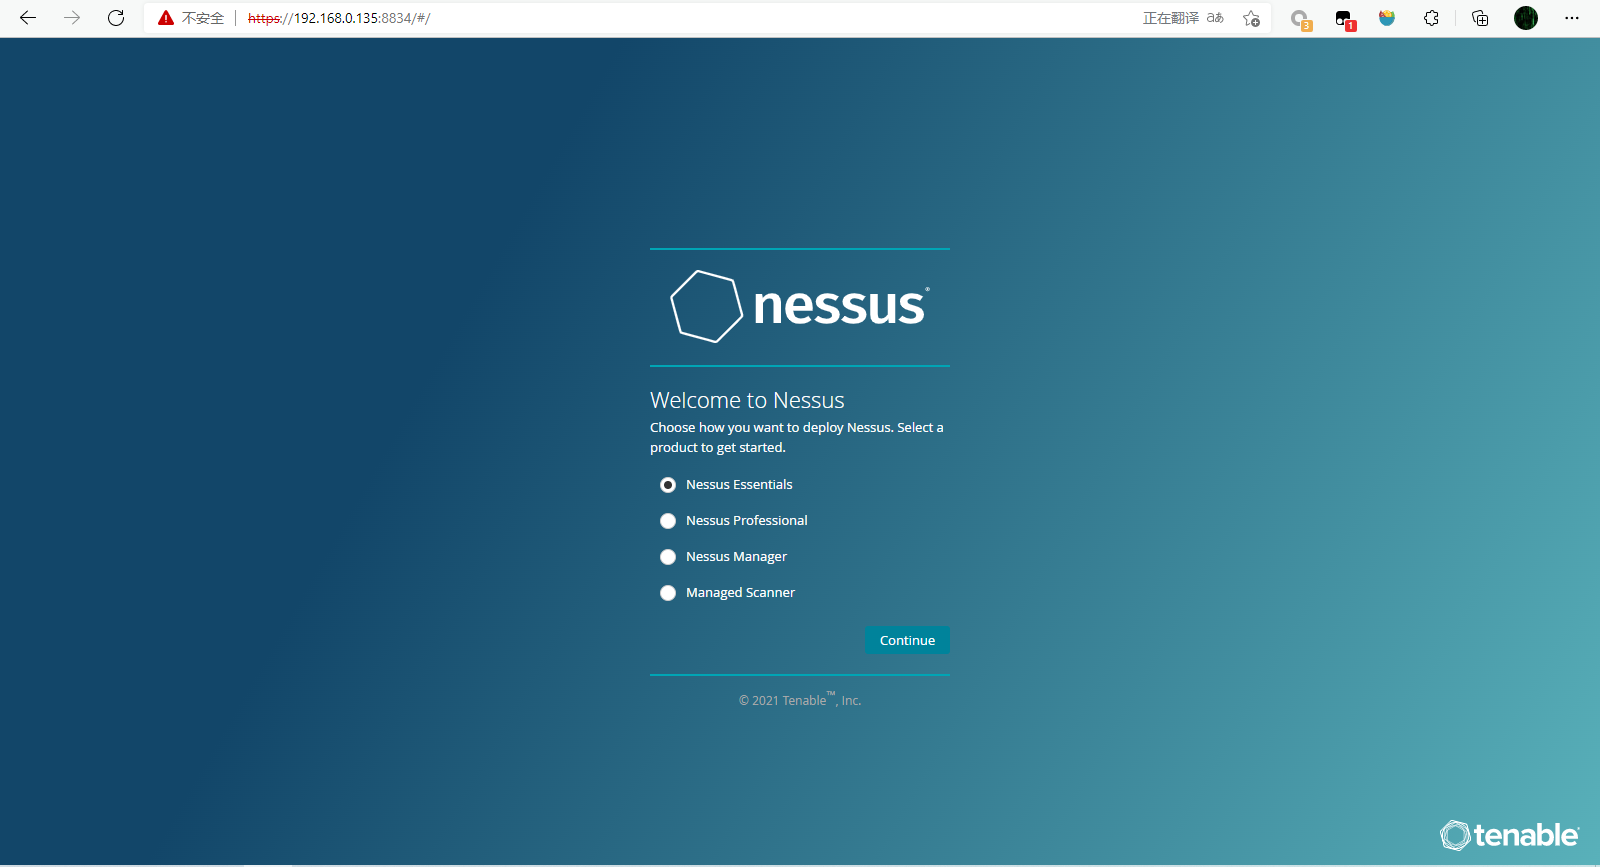 不安全 https://192.168.0.135:8834/#/ 正在翻译 aあ
3 1
nessus®
Welcome to Nessus
Choose how you want to deploy Nessus. Select a
product to get started.
Nessus Essentials
Nessus Professional
Nessus Manager
Managed Scanner
Continue
© 2021 Tenable™, Inc.
tenable